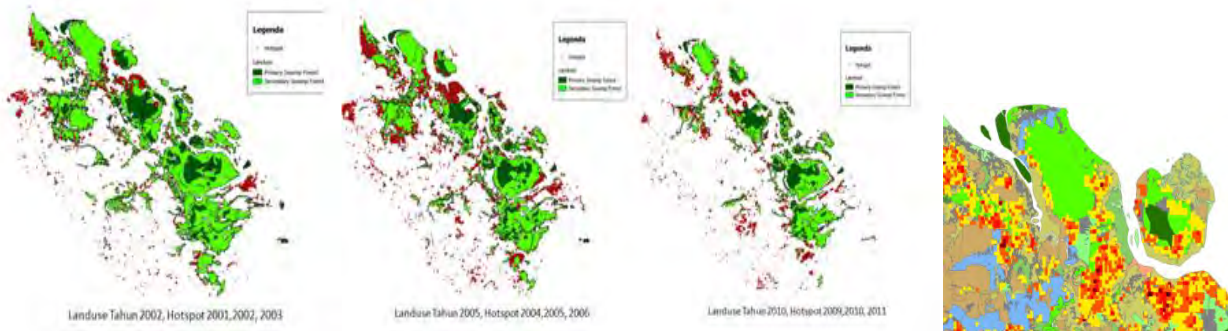 Legenda
Hotspot
Landuse
Primary Swamp Forest
Secondary Swamp Forest
Landuse Tahun 2002, Hotspot 2001,2002, 2003
Legenda
Hotspot
Landuse
Primary Swamp Forest
Secondary Swamp Forest
Landuse Tahun 2005, Hotspot 2004,2005, 2006
Legenda
Hotspot
Landuse
Primary Swamp Forest
Secondary Swamp Forest
Landuse Tahun 2010, Hotspot 2009,2010, 2011